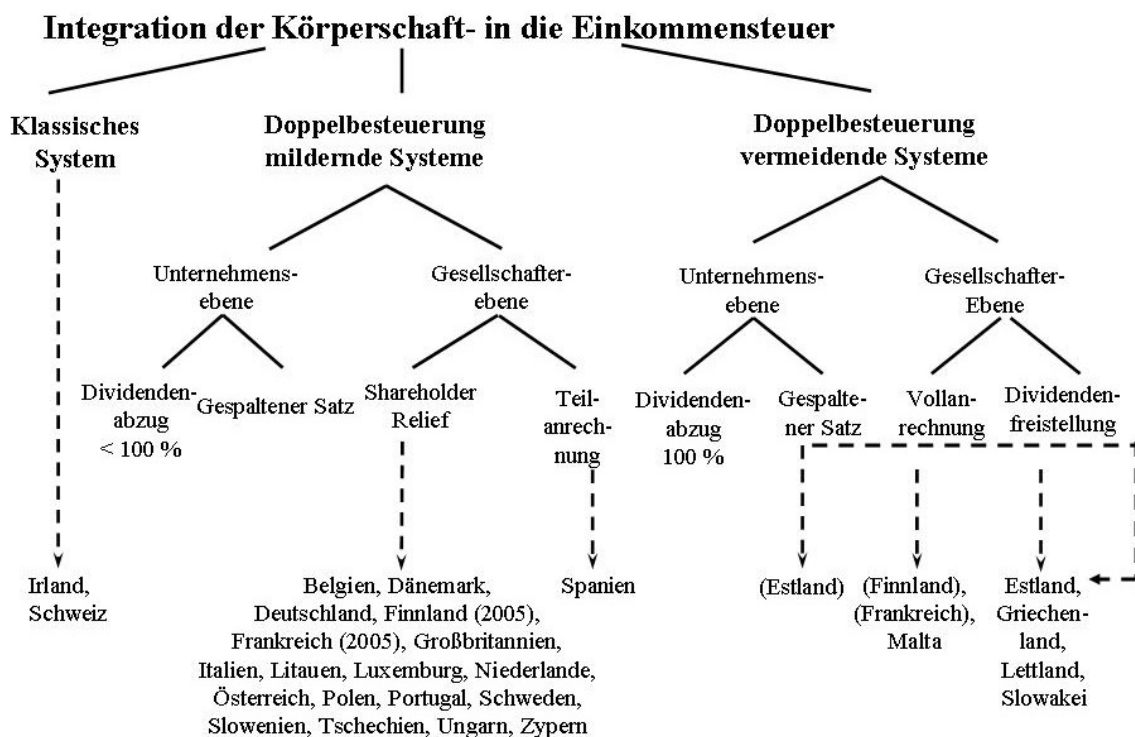 Integration der Körperschaft- in die Einkommensteuer
Klassisches
System
Doppelbesteuerung
mildernde Systeme
Doppelbesteuerung
vermeidende Systeme
Unternehmens-
ebene
Gesellschafter-
ebene
Unternehmens-
ebene
Gesellschafter-
Ebene
Dividenden-
abzug
< 100 %
Gespaltener Satz
Shareholder
Relief
Teil-
anrech-
nung
Dividenden-
abzug
100 %
Gespalte-
ner Satz
Vollan-
rechnung
Dividenden-
freistellung
Irland,
Schweiz
Belgien, Dänemark,
Deutschland, Finnland (2005),
Frankreich (2005), Großbritannien,
Italien, Litauen, Luxemburg, Niederlande,
Österreich, Polen, Portugal, Schweden,
Slowenien, Tschechien, Ungarn, Zypern
Spanien
(Estland)
(Finnland),
(Frankreich),
Malta
Estland,
Griechen-
land,
Lettland,
Slowakei